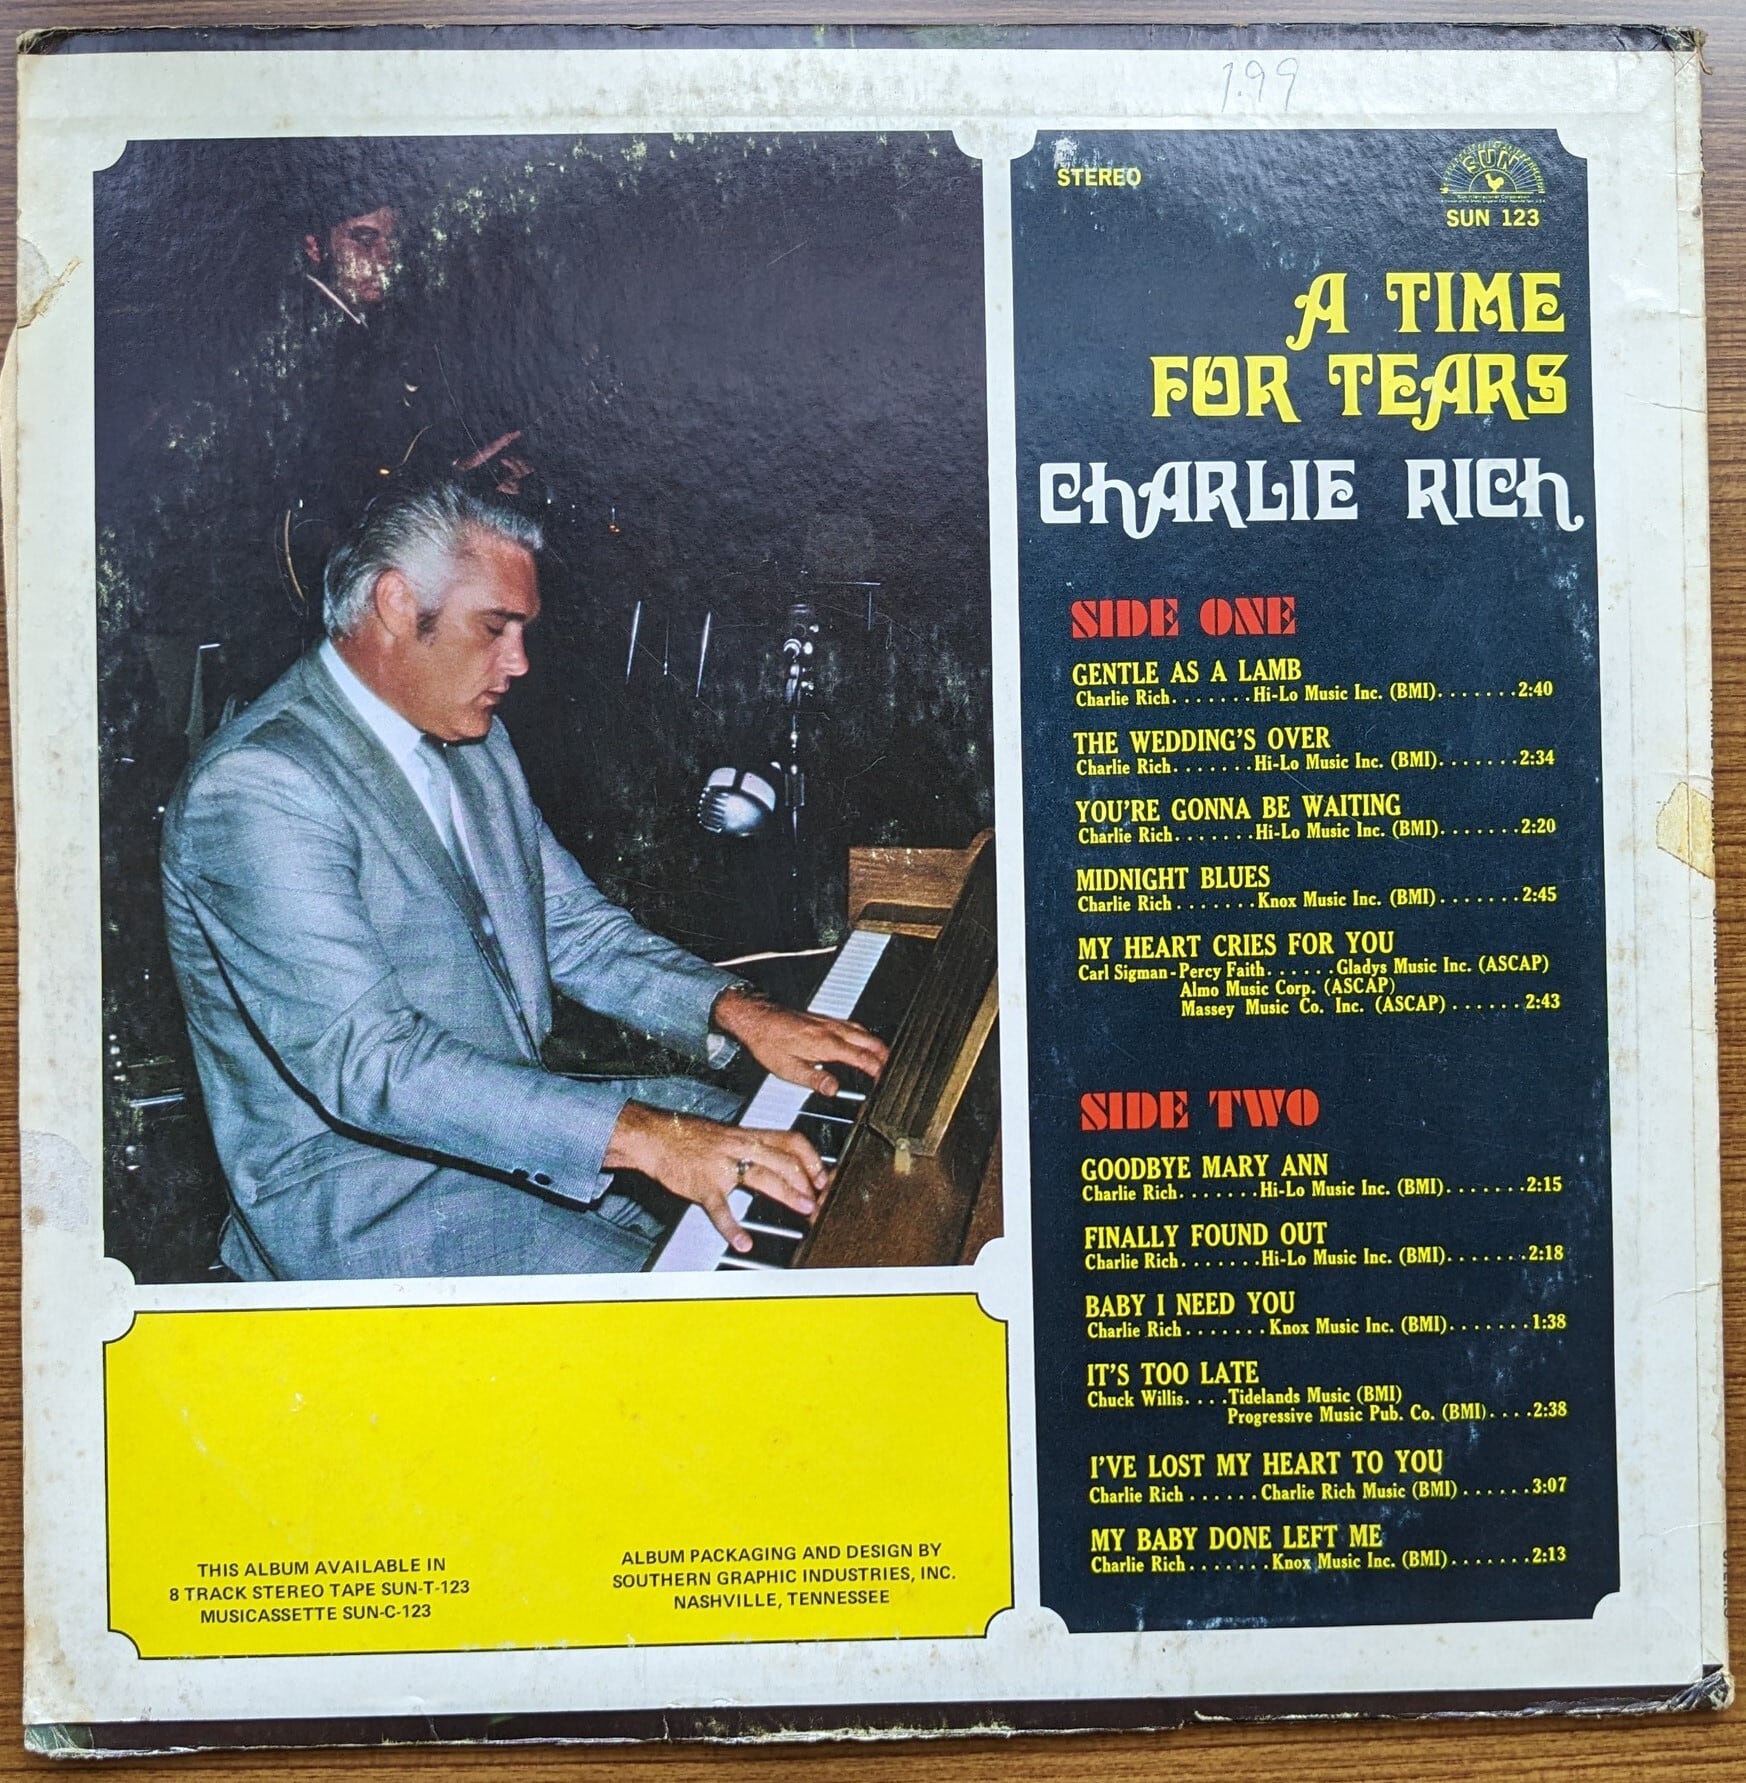 1.99
STEREO
SUN
SUN 123
A TIME
FOR TEARS
CHARLIE RICH
SIDE ONE
GENTLE AS A LAMB
Charlie Rich.......Hi-Lo Music Inc. (BMI).......2:40
THE WEDDING'S OVER
Charlie Rich.......Hi-Lo Music Inc. (BMI).......2:34
YOU'RE GONNA BE WAITING
Charlie Rich.......Hi-Lo Music Inc. (BMI).......2:20
MIDNIGHT BLUES
Charlie Rich.......Knox Music Inc. (BMI).......2:45
MY HEART CRIES FOR YOU
Carl Sigman-Percy Faith......Gladys Music Inc. (ASCAP)
Almo Music Corp. (ASCAP)
Massey Music Co. Inc. (ASCAP)......2:43
SIDE TWO
GOODBYE MARY ANN
Charlie Rich.......Hi-Lo Music Inc. (BMI).......2:15
FINALLY FOUND OUT
Charlie Rich.......Hi-Lo Music Inc. (BMI).......2:18
BABY I NEED YOU
Charlie Rich.......Knox Music Inc. (BMI).......1:38
IT'S TOO LATE
Chuck Willis....Tidelands Music (BMI)
Progressive Music Pub. Co. (BMI)....2:38
I'VE LOST MY HEART TO YOU
Charlie Rich......Charlie Rich Music (BMI)......3:07
MY BABY DONE LEFT ME
Charlie Rich.......Knox Music Inc. (BMI).......2:13
THIS ALBUM AVAILABLE IN
8 TRACK STEREO TAPE SUN-T-123
MUSICASSETTE SUN-C-123
ALBUM PACKAGING AND DESIGN BY
SOUTHERN GRAPHIC INDUSTRIES, INC.
NASHVILLE, TENNESSEE